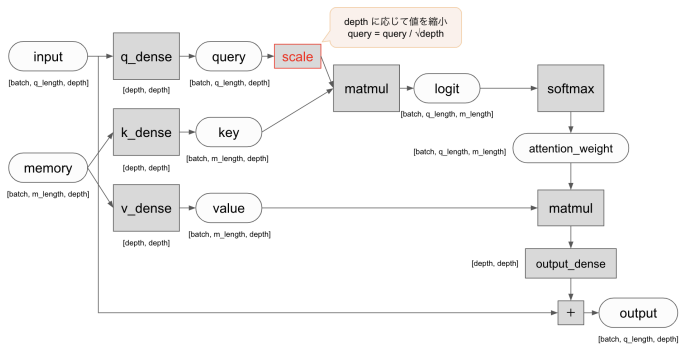 depth に応じて値を縮小
query = query / √depth
input
q_dense
query
scale
[batch, q_length, depth]
[depth, depth]
[batch, q_length, depth]
matmul
logit
softmax
[batch, q_length, m_length]
k_dense
key
[depth, depth]
[batch, m_length, depth]
[batch, q_length, m_length]
attention_weight
memory
[batch, m_length, depth]
v_dense
value
matmul
[depth, depth]
[batch, m_length, depth]
[depth, depth]
output_dense
+
output
[batch, q_length, depth]